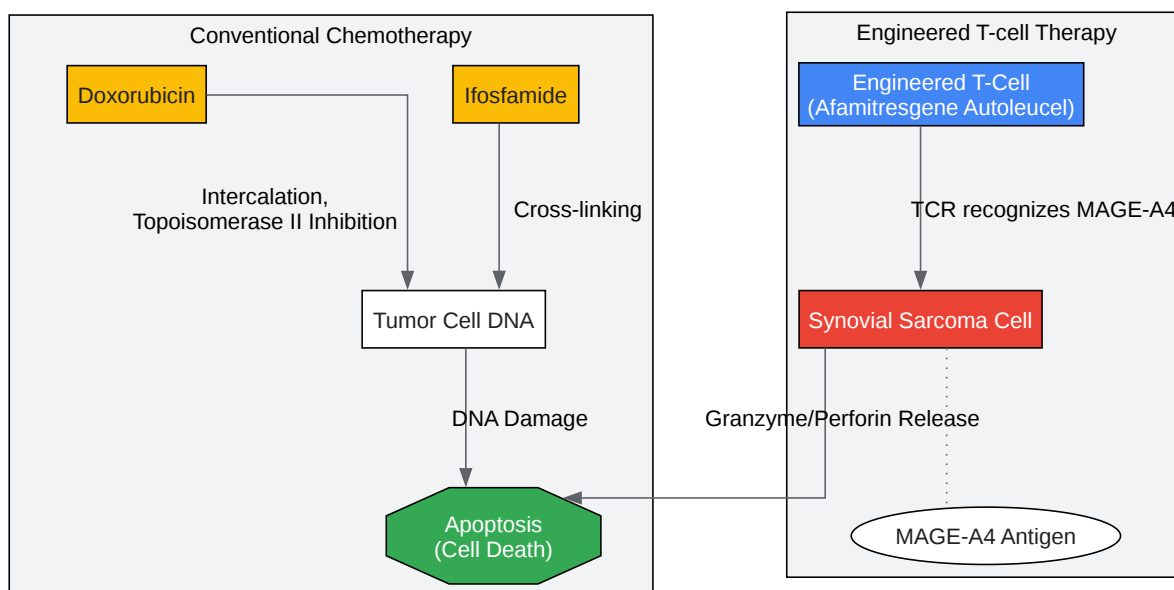 Conventional Chemotherapy
Doxorubicin
Ifosfamide
Intercalation,
Topoisomerase II Inhibition
Cross-linking
Tumor Cell DNA
DNA Damage
Apoptosis
(Cell Death)
Engineered T-cell Therapy
Engineered T-Cell
(Afamitresgene Autoleucel)
TCR recognizes MAGE-A4
Synovial Sarcoma Cell
Granzyme/Perforin Release
MAGE-A4 Antigen